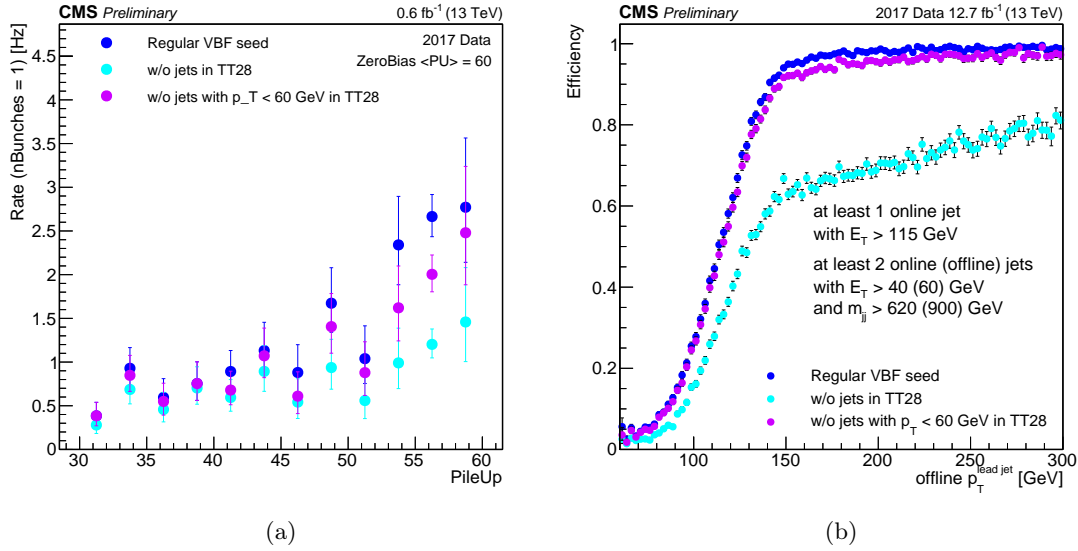 CMS Preliminary 0.6 fb⁻¹ (13 TeV)
Rate (nBunches = 1) [Hz]
4.5
4
3.5
3
2.5
2
1.5
1
0.5
0
Regular VBF seed
w/o jets in TT28
w/o jets with p_T < 60 GeV in TT28
2017 Data
ZeroBias <PU> = 60
30 35 40 45 50 55 60
PileUp
(a)
CMS Preliminary 2017 Data 12.7 fb⁻¹ (13 TeV)
Efficiency
1
0.8
0.6
0.4
0.2
0
at least 1 online jet
with E_T > 115 GeV
at least 2 online (offline) jets
with E_T > 40 (60) GeV
and m_jj > 620 (900) GeV
Regular VBF seed
w/o jets in TT28
w/o jets with p_T < 60 GeV in TT28
100 150 200 250 300
offline p_T^lead jet [GeV]
(b)